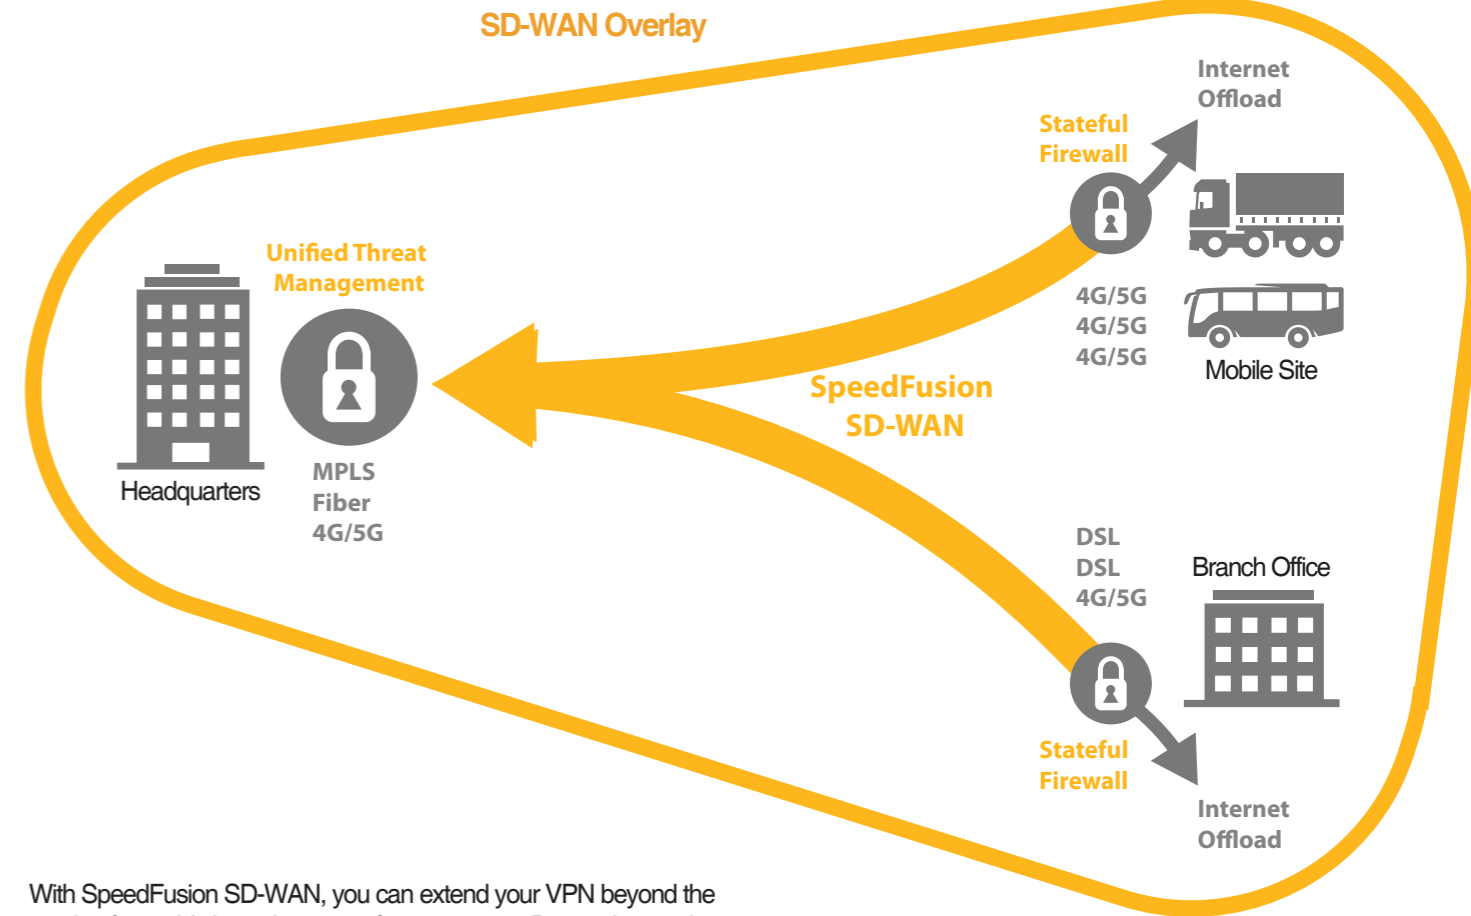 SD-WAN Overlay
Internet
Offload
Stateful
Firewall
Unified Threat
Management
4G/5G
4G/5G
4G/5G
Mobile Site
SpeedFusion
SD-WAN
MPLS
Fiber
4G/5G
Headquarters
DSL
DSL
4G/5G
Branch Office
Stateful
Firewall
Internet
Offload
With SpeedFusion SD-WAN, you can extend your VPN beyond the